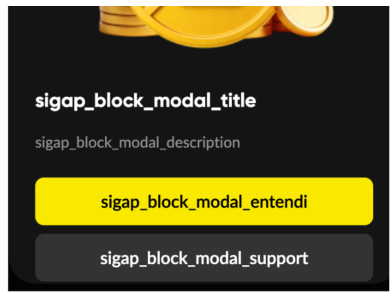 sigap_block_modal_title
sigap_block_modal_description
sigap_block_modal_entendi
sigap_block_modal_support